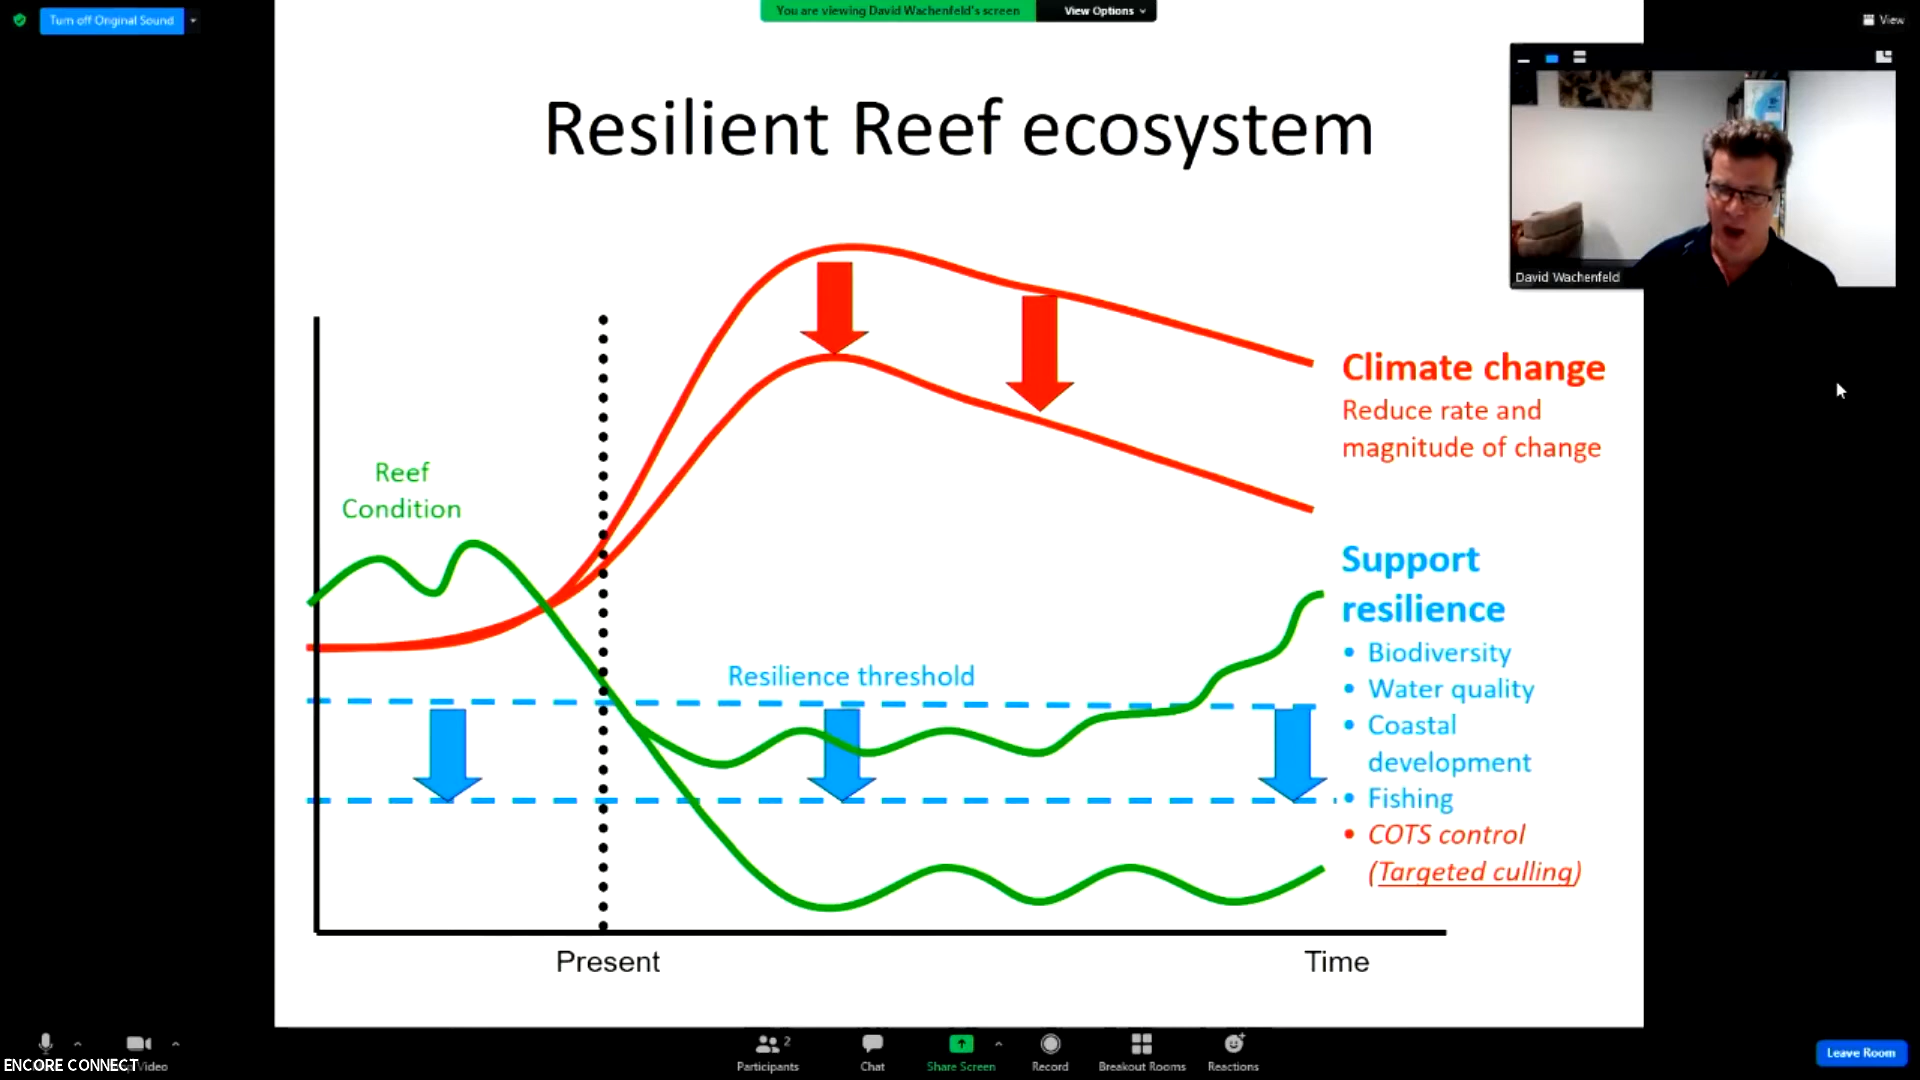 Turn off Original Sound
You are viewing David Wachenfeld's screen
View Options
View
Resilient Reef ecosystem
David Wachenfeld
Climate change
Reduce rate and
magnitude of change
Reef
Condition
Support
resilience
Resilience threshold
• Biodiversity
• Water quality
• Coastal
development
• Fishing
• COTS control
(Targeted culling)
Present
Time
ENCORE CONNECT
Video
Participants
2
Chat
Share Screen
Record
Breakout Rooms
Reactions
Leave Room